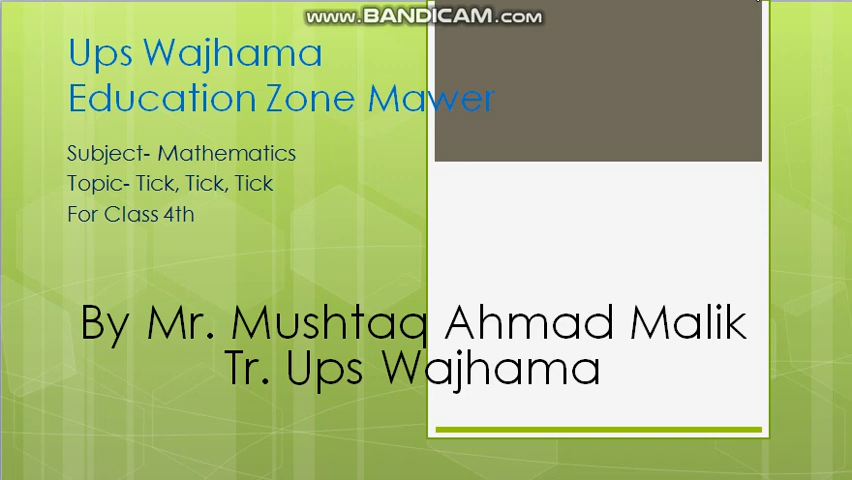 www.BANDICAM.com
Ups Wajhama
Education Zone Mawer
Subject- Mathematics
Topic- Tick, Tick, Tick
For Class 4th
By Mr. Mushtaq Ahmad Malik
Tr. Ups Wajhama